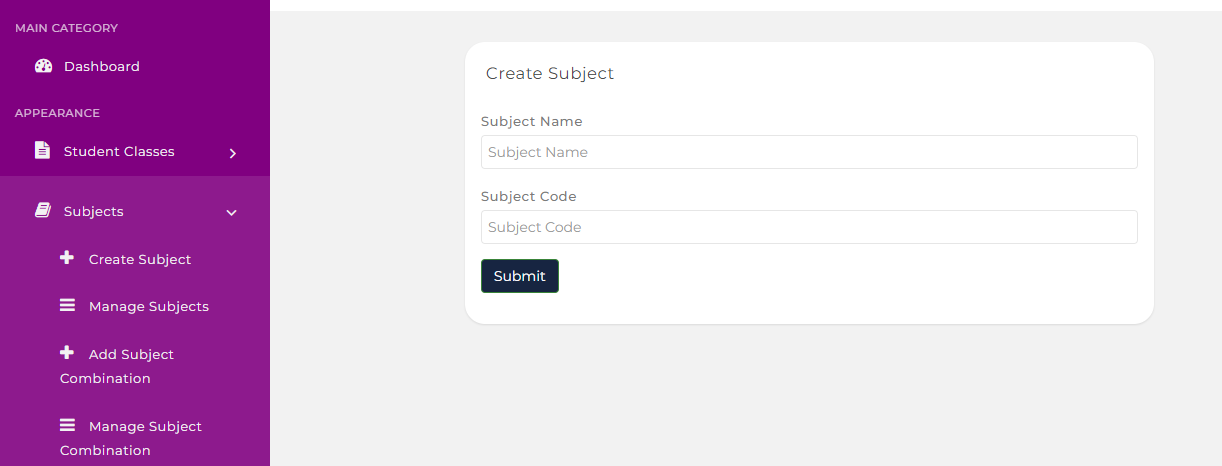 MAIN CATEGORY
Dashboard
APPEARANCE
Student Classes
Subjects
Create Subject
Manage Subjects
Add Subject
Combination
Manage Subject
Combination
Create Subject
Subject Name
Subject Name
Subject Code
Subject Code
Submit